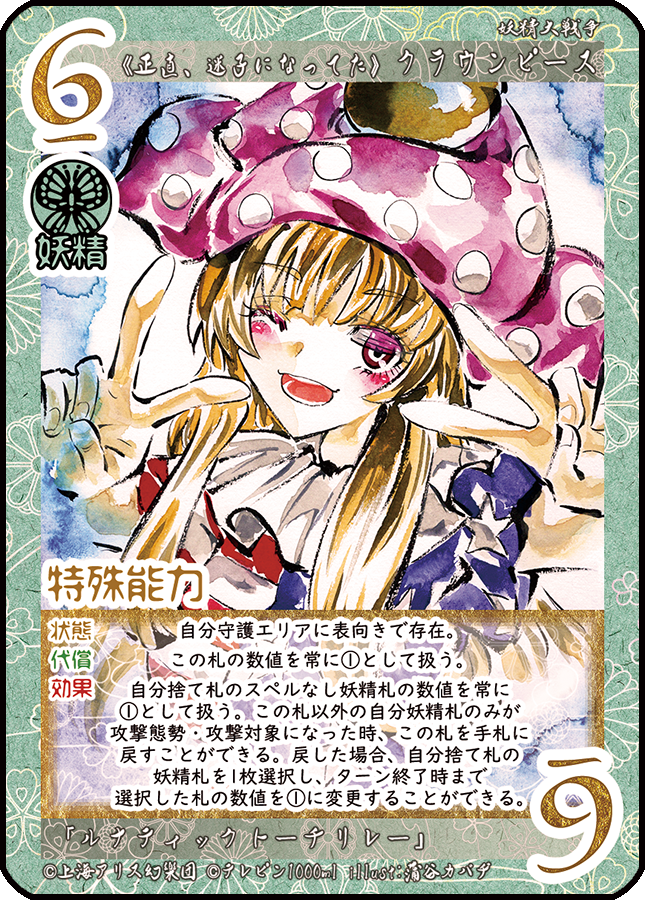 妖精大戦争
6
《正直、迷子になってた》 クラウンピース
妖精
特殊能力
状態 自分守護エリアに表向きで存在。
代償 この札の数値を常に①として扱う。
効果 自分捨て札のスペルなし妖精札の数値を常に
①として扱う。この札以外の自分妖精札のみが
攻撃態勢・攻撃対象になった時、この札を手札に
戻すことができる。戻した場合、自分捨て札の
妖精札を1枚選択し、ターン終了時まで
選択した札の数値を①に変更することができる。
「ルナティックトーチリレー」
6
©上海アリス幻樂団 ©テレピン1000ml illust:蒲谷カバヂ